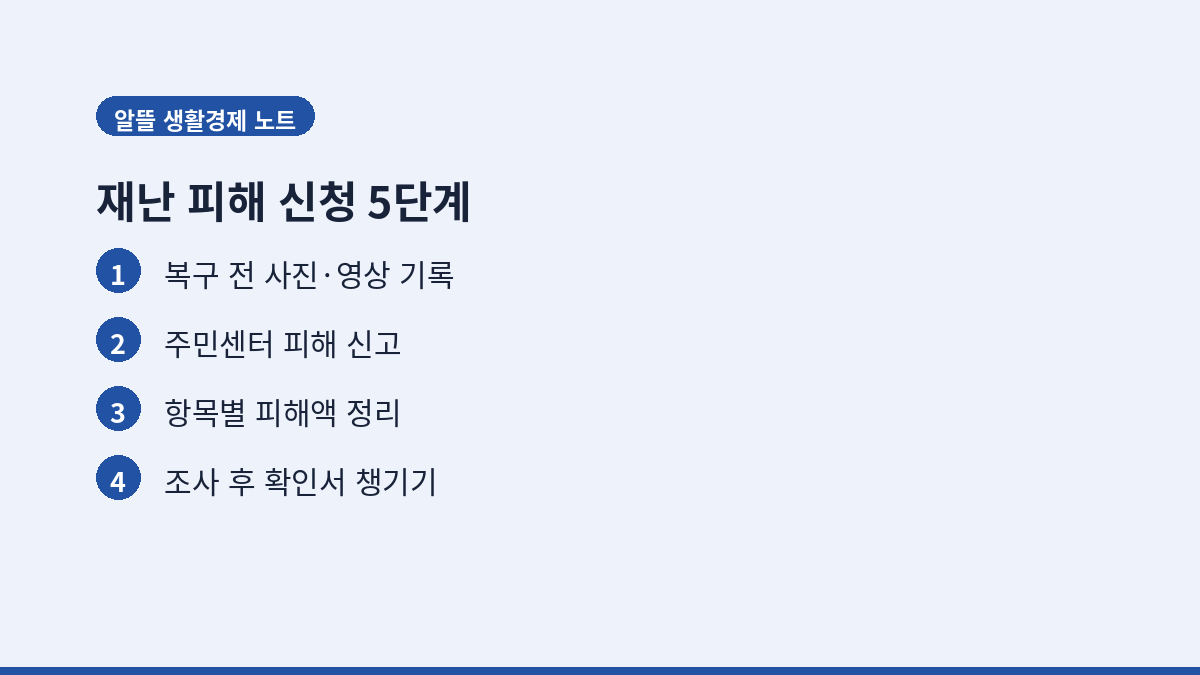 알뜰 생활경제 노트
재난 피해 신청 5단계
1 복구 전 사진·영상 기록
2 주민센터 피해 신고
3 항목별 피해액 정리
4 조사 후 확인서 챙기기